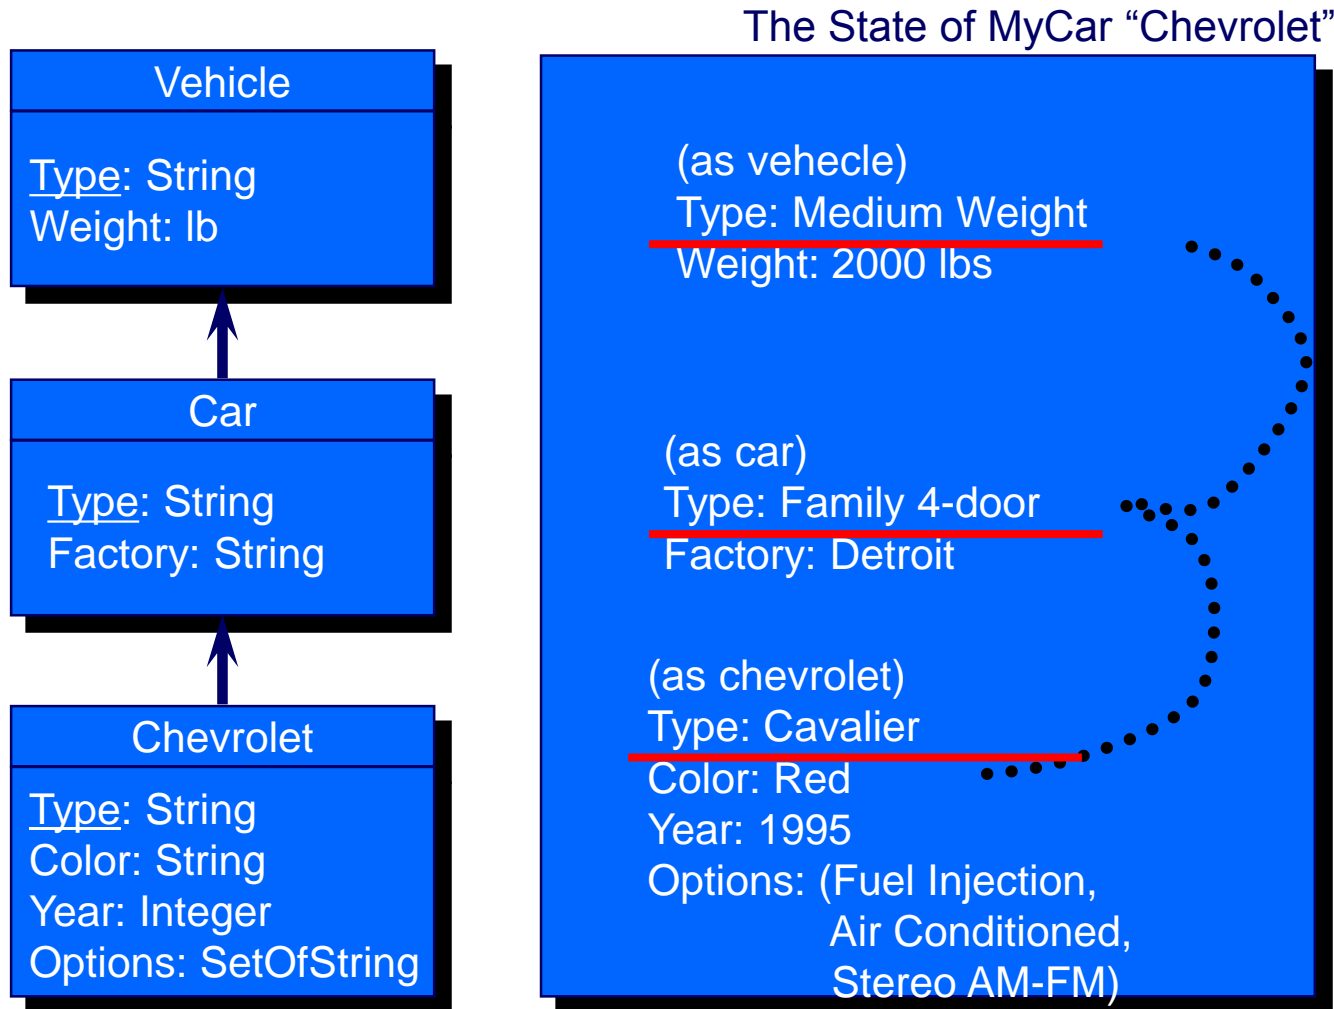 The State of MyCar “Chevrolet”
Vehicle
Type: String
Weight: lb
Car
Type: String
Factory: String
Chevrolet
Type: String
Color: String
Year: Integer
Options: SetOfString
(as vehecle)
Type: Medium Weight
Weight: 2000 lbs
(as car)
Type: Family 4-door
Factory: Detroit
(as chevrolet)
Type: Cavalier
Color: Red
Year: 1995
Options: (Fuel Injection,
Air Conditioned,
Stereo AM-FM)